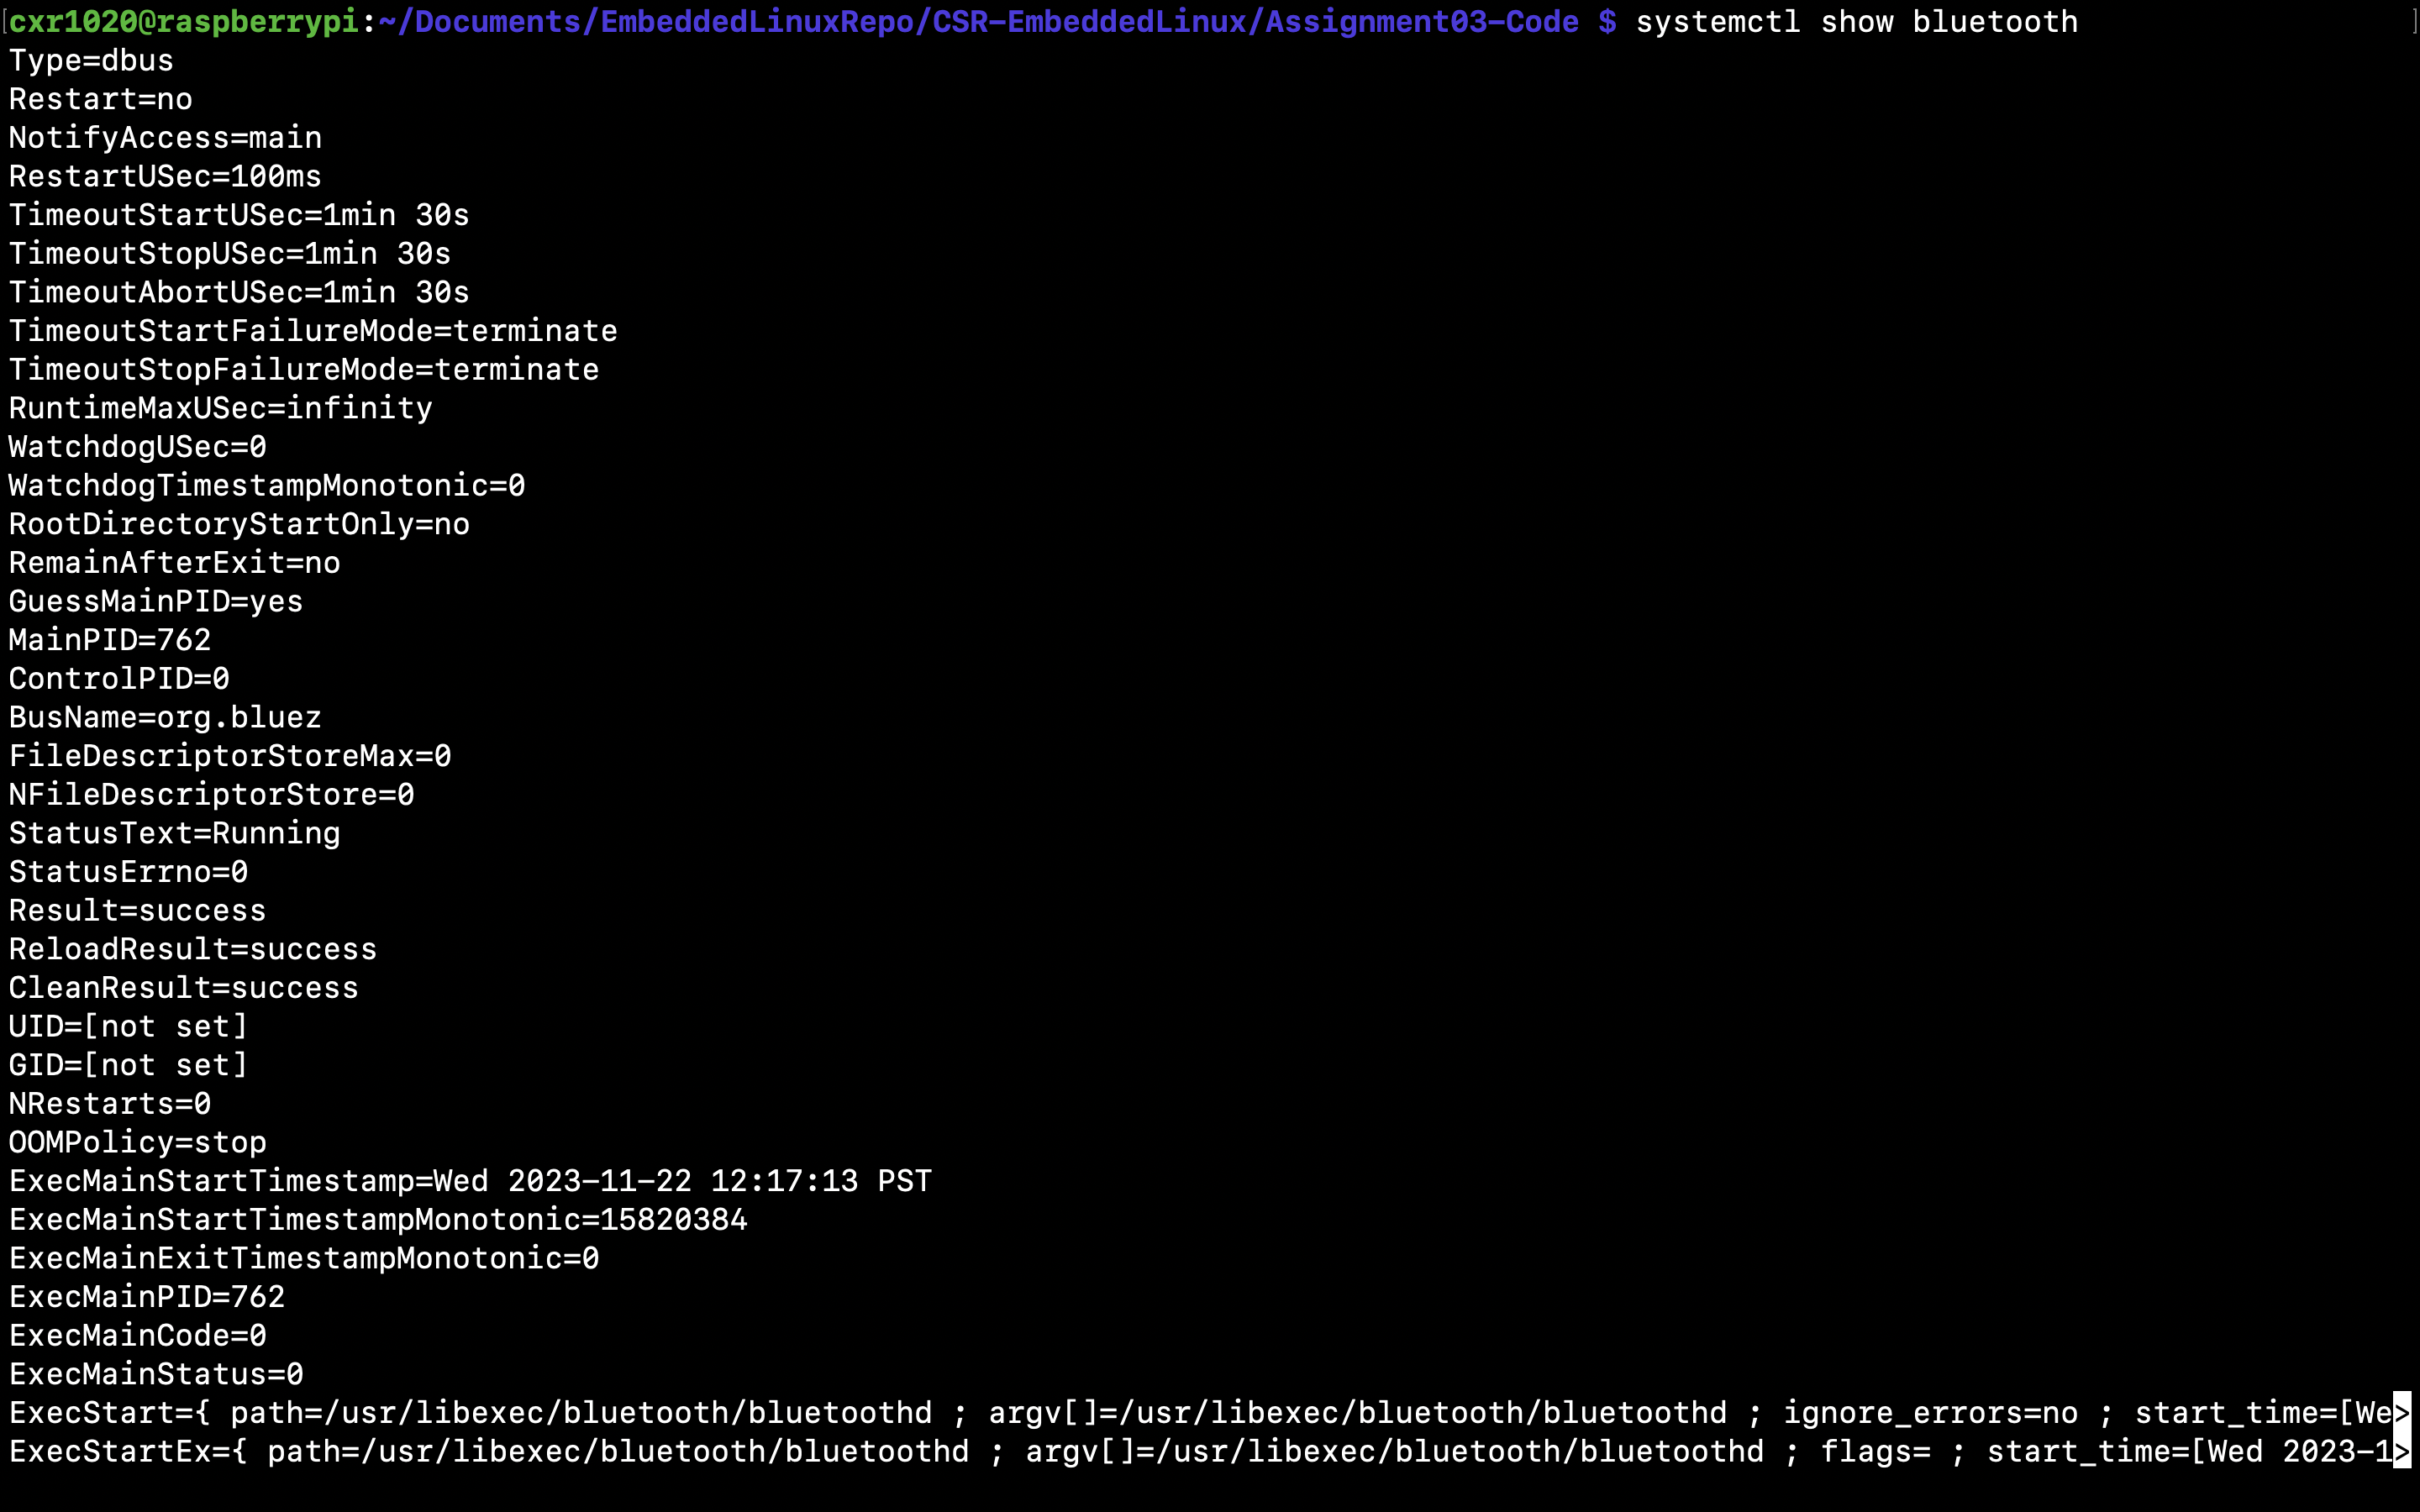 [cxr1020@raspberrypi:~/Documents/EmbeddedLinuxRepo/CSR-EmbeddedLinux/Assignment03-Code $ systemctl show bluetooth ]
Type=dbus
Restart=no
NotifyAccess=main
RestartUSec=100ms
TimeoutStartUSec=1min 30s
TimeoutStopUSec=1min 30s
TimeoutAbortUSec=1min 30s
TimeoutStartFailureMode=terminate
TimeoutStopFailureMode=terminate
RuntimeMaxUSec=infinity
WatchdogUSec=0
WatchdogTimestampMonotonic=0
RootDirectoryStartOnly=no
RemainAfterExit=no
GuessMainPID=yes
MainPID=762
ControlPID=0
BusName=org.bluez
FileDescriptorStoreMax=0
NFileDescriptorStore=0
StatusText=Running
StatusErrno=0
Result=success
ReloadResult=success
CleanResult=success
UID=[not set]
GID=[not set]
NRestarts=0
OOMPolicy=stop
ExecMainStartTimestamp=Wed 2023-11-22 12:17:13 PST
ExecMainStartTimestampMonotonic=15820384
ExecMainExitTimestampMonotonic=0
ExecMainPID=762
ExecMainCode=0
ExecMainStatus=0
ExecStart={ path=/usr/libexec/bluetooth/bluetoothd ; argv[]=/usr/libexec/bluetooth/bluetoothd ; ignore_errors=no ; start_time=[We>
ExecStartEx={ path=/usr/libexec/bluetooth/bluetoothd ; argv[]=/usr/libexec/bluetooth/bluetoothd ; flags= ; start_time=[Wed 2023-1>